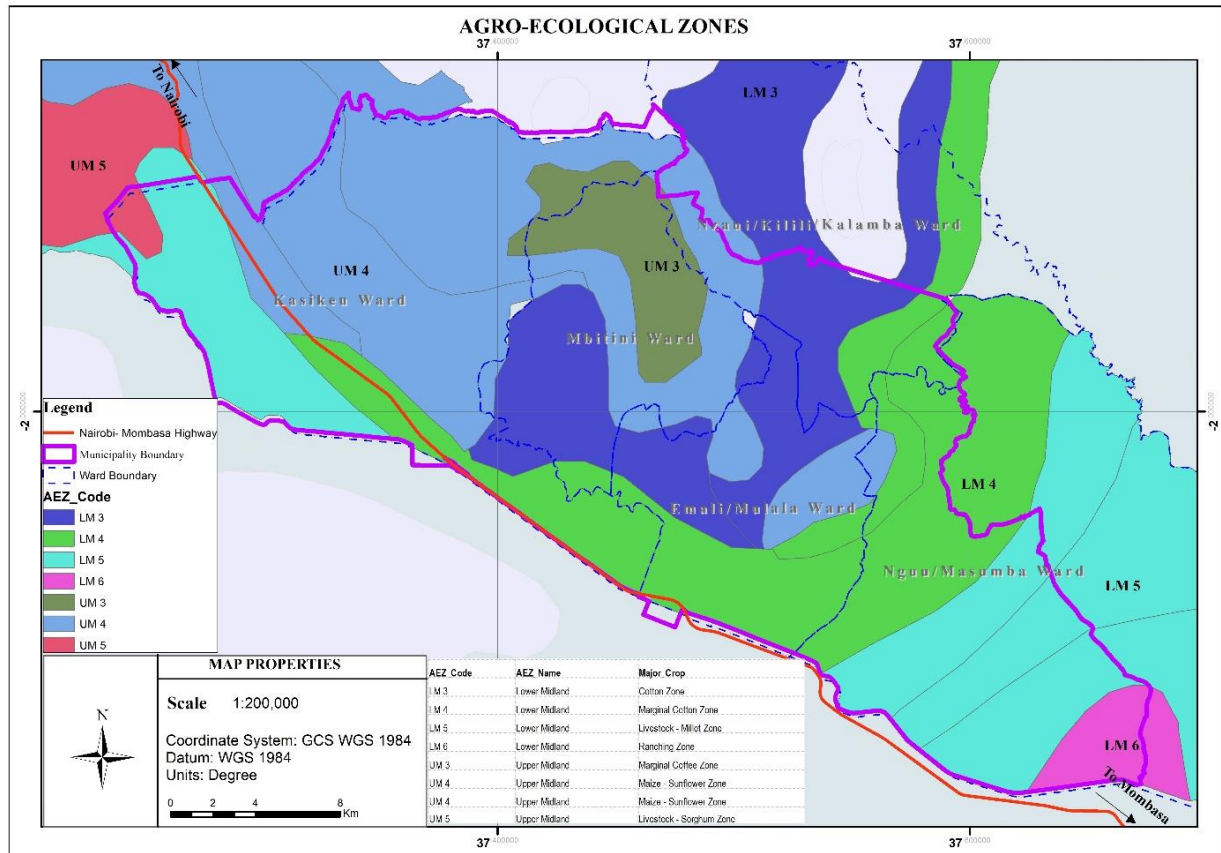 AGRO-ECOLOGICAL ZONES
37.400000
37.600000
To Nairobi
LM 3
UM 5
Nzaui/Kilili/Kalamba Ward
UM 4
UM 3
Kasikeu Ward
Mbitini Ward
-2.000000
-2.000000
LM 4
Emali/Mulala Ward
Nguu/Masumba Ward
LM 5
LM 6
To Mombasa
Legend
Nairobi- Mombasa Highway
Municipality Boundary
Ward Boundary
AEZ_Code
LM 3
LM 4
LM 5
LM 6
UM 3
UM 4
UM 5
N
MAP PROPERTIES
Scale 1:200,000
Coordinate System: GCS WGS 1984
Datum: WGS 1984
Units: Degree
0 2 4 8
Km
AEZ_Code AEZ_Name Major_Crop
LM 3 Lower Midland Cotton Zone
LM 4 Lower Midland Marginal Cotton Zone
LM 5 Lower Midland Livestock - Millet Zone
LM 6 Lower Midland Ranching Zone
UM 3 Upper Midland Marginal Coffee Zone
UM 4 Upper Midland Maize - Sunflower Zone
UM 4 Upper Midland Maize - Sunflower Zone
UM 5 Upper Midland Livestock - Sorghum Zone
37.400000
37.600000